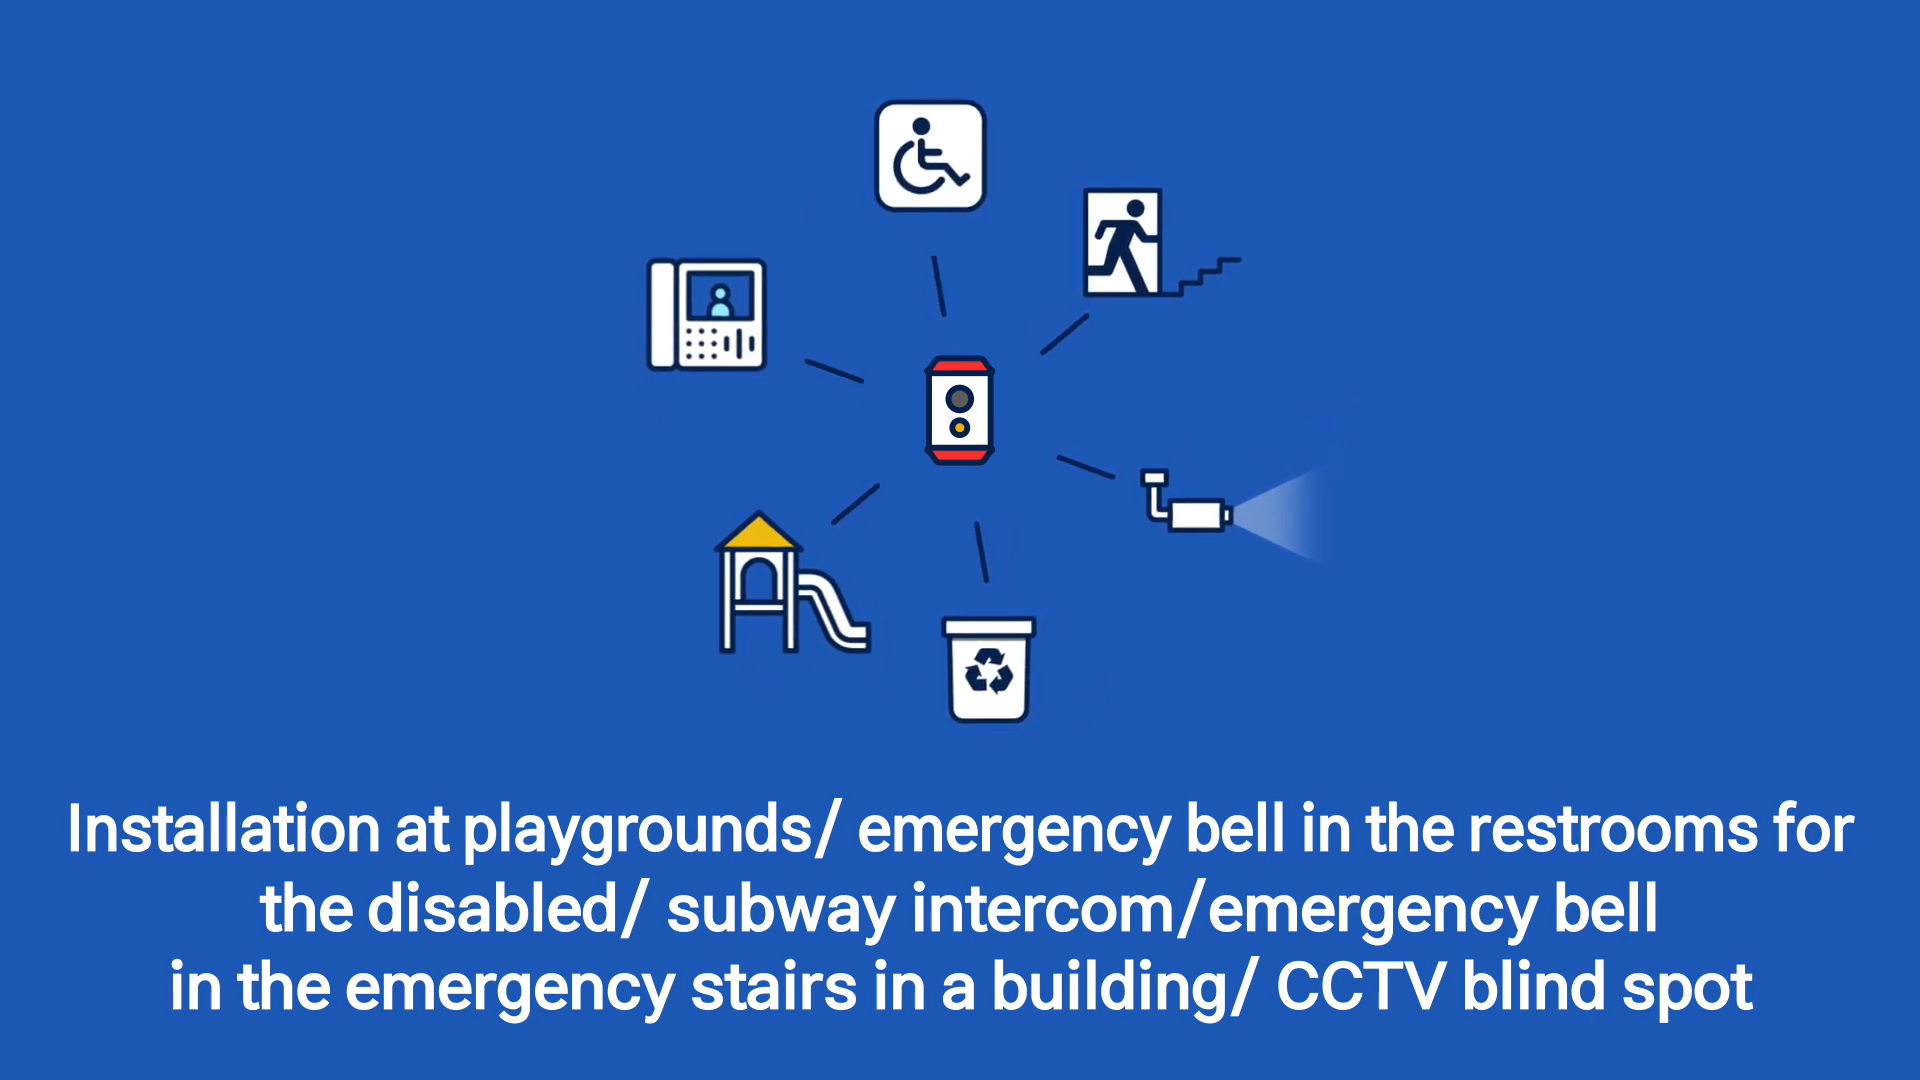 Installation at playgrounds/ emergency bell in the restrooms for
the disabled/ subway intercom/emergency bell
in the emergency stairs in a building/ CCTV blind spot